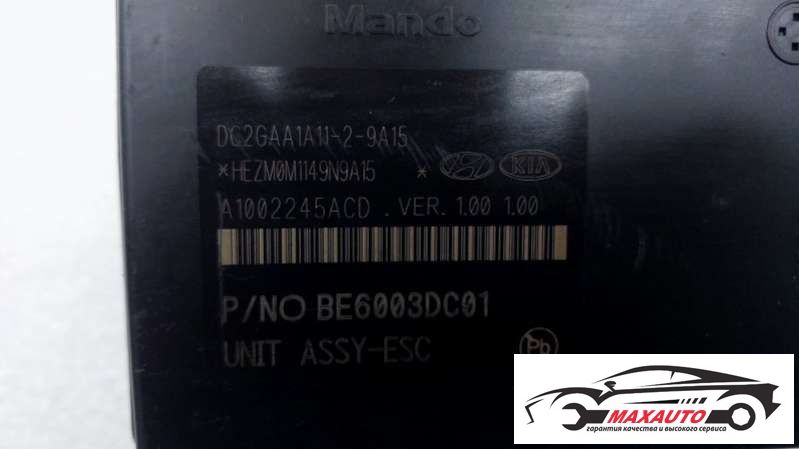 Mando
DC2GAA1A11-2-9A15
*HEZM0M1149N9A15 *
KIA
A1002245ACD .VER. 1.00 1.00
P/NO BE6003DC01
UNIT ASSY-ESC
Pb
MAXAUTO
гарантия качества и высокого сервиса